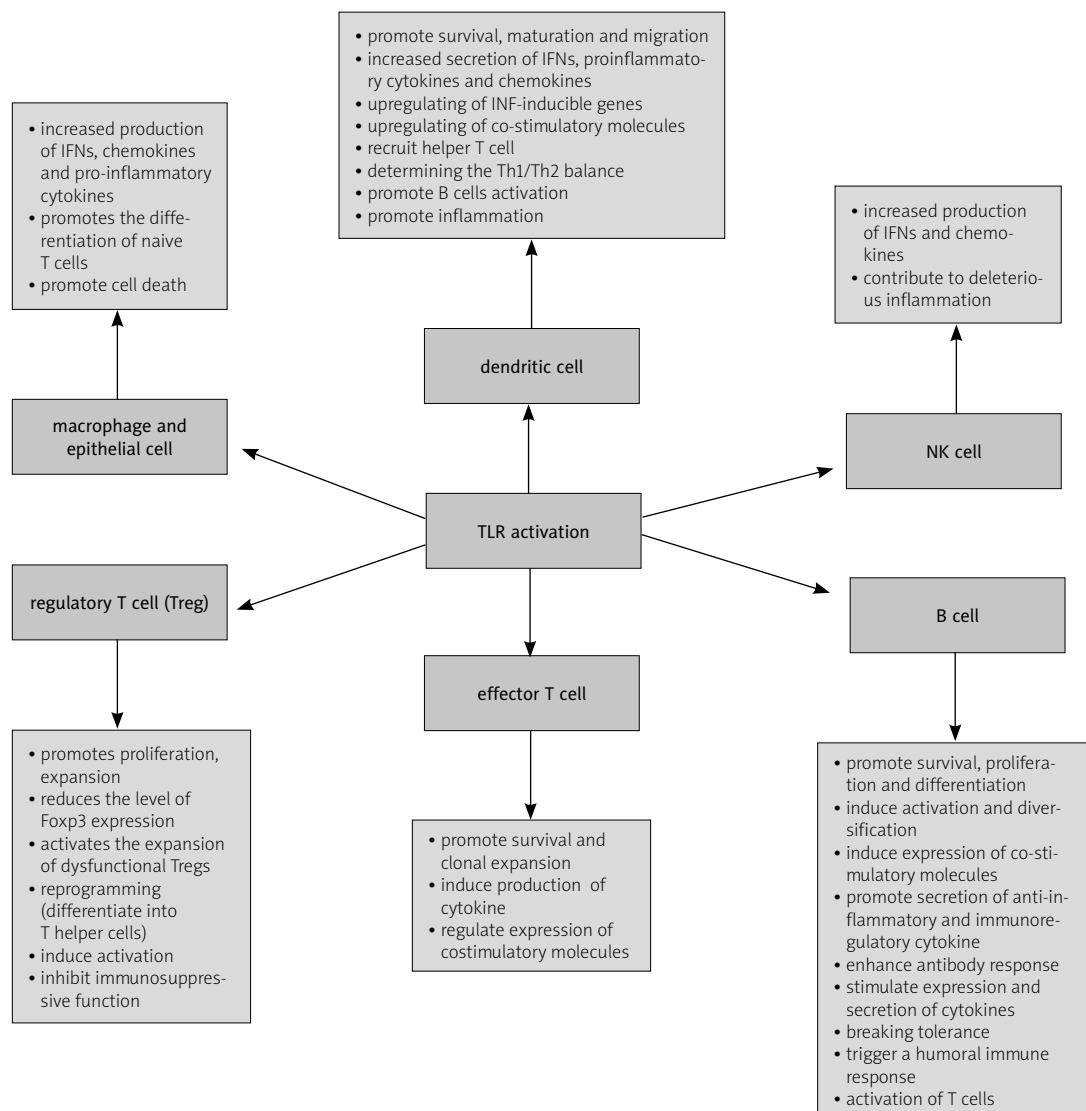 • promote survival, maturation and migration
• increased secretion of IFNs, proinflammato-
ry cytokines and chemokines
• upregulating of INF-inducible genes
• upregulating of co-stimulatory molecules
• recruit helper T cell
• determining the Th1/Th2 balance
• promote B cells activation
• promote inflammation
• increased production
of IFNs, chemokines
and pro-inflammatory
cytokines
• promotes the diffe-
rentiation of naive
T cells
• promote cell death
• increased production
of IFNs and chemo-
kines
• contribute to deleteri-
ous inflammation
dendritic cell
macrophage and
epithelial cell
NK cell
TLR activation
regulatory T cell (Treg)
B cell
effector T cell
• promotes proliferation,
expansion
• reduces the level of
Foxp3 expression
• activates the expansion
of dysfunctional Tregs
• reprogramming
(differentiate into
T helper cells)
• induce activation
• inhibit immunosuppres-
sive function
• promote survival and
clonal expansion
• induce production of
cytokine
• regulate expression of
costimulatory molecules
• promote survival, prolifera-
tion and differentiation
• induce activation and diver-
sification
• induce expression of co-sti-
mulatory molecules
• promote secretion of anti-in-
flammatory and immunore-
gulatory cytokine
• enhance antibody response
• stimulate expression and
secretion of cytokines
• breaking tolerance
• trigger a humoral immune
response
• activation of T cells